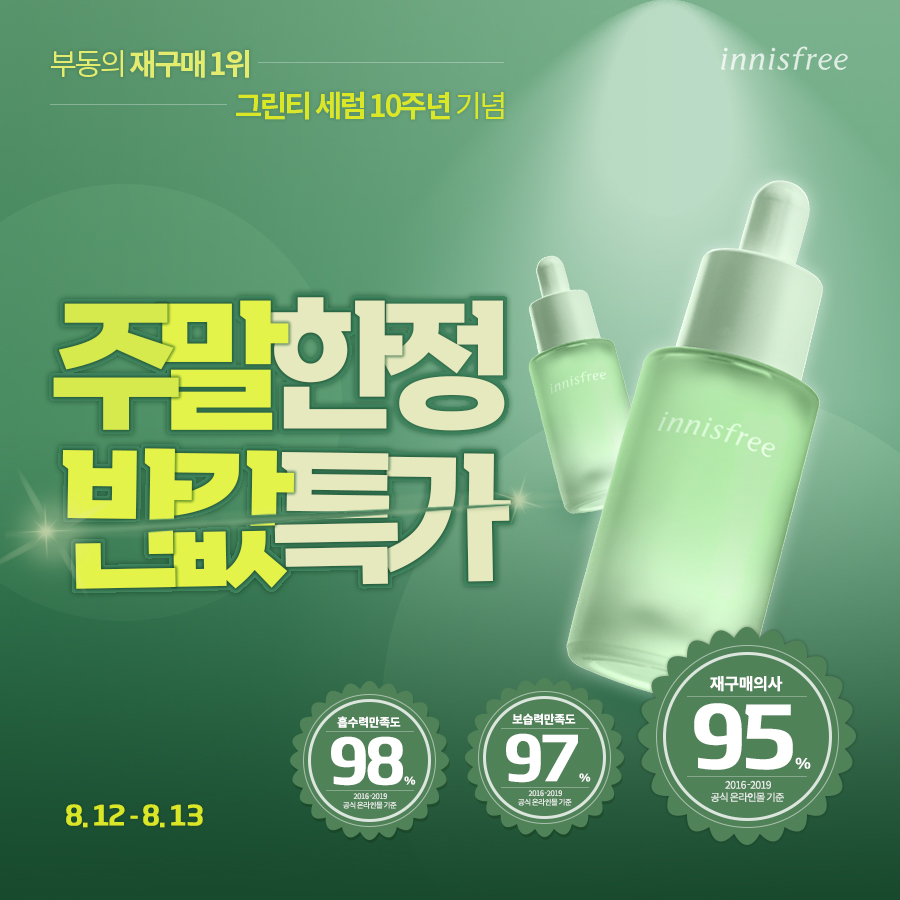 부동의 재구매 1위
그린티 세럼 10주년 기념
innisfree
주말한정
반값특가
innisfree
innisfree
흡수력만족도
98%
2016-2019
공식 온라인몰 기준
보습력만족도
97%
2016-2019
공식 온라인몰 기준
재구매의사
95%
2016-2019
공식 온라인몰 기준
8.12-8.13